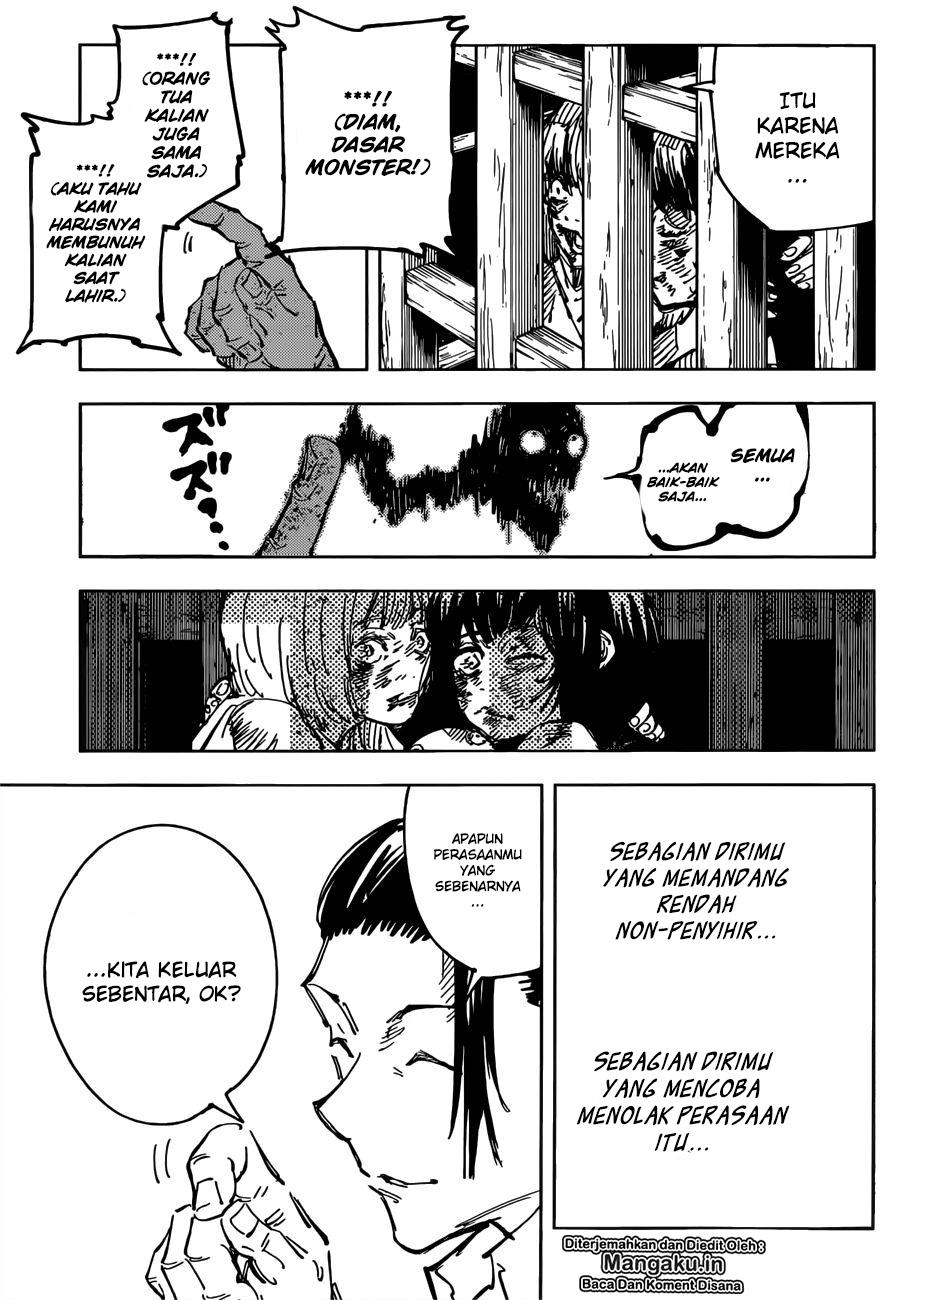 ITU
KARENA
MEREKA
...
***!!
(DIAM,
DASAR
MONSTER!)
***!!
(ORANG
TUA
KALIAN
JUGA
SAMA
SAJA.)
***!!
(AKU TAHU
KAMI
HARUSNYA
MEMBUNUH
KALIAN
SAAT
LAHIR.)
SEMUA
...
...AKAN
BAIK-BAIK
SAJA...
ズズ...
SEBAGIAN DIRIMU
YANG MEMANDANG
RENDAH
NON-PENYIHIR...
SEBAGIAN DIRIMU
YANG MENCOBA
MENOLAK PERASAAN
ITU...
APAPUN
PERASAANMU
YANG
SEBENARNYA
...
...KITA KELUAR
SEBENTAR, OK?
Diterjemahkan dan Diedit Oleh :
Mangaku.in
Baca Dan Koment Disana